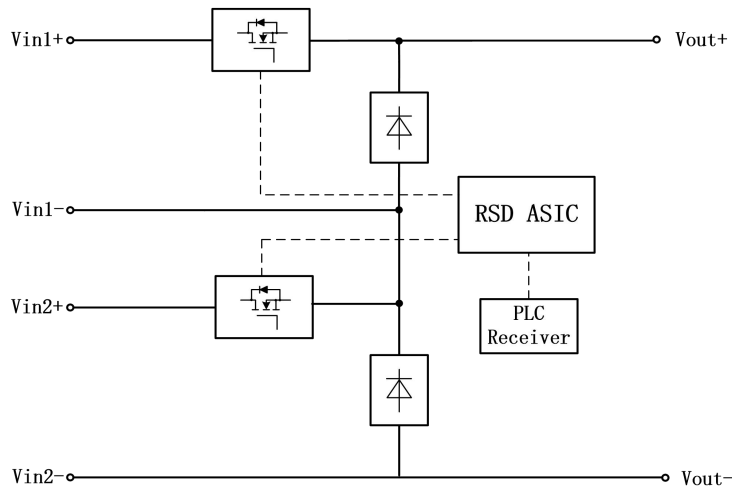 Vin1+
Vout+
Vin1-
RSD ASIC
Vin2+
PLC
Receiver
Vin2-
Vout-